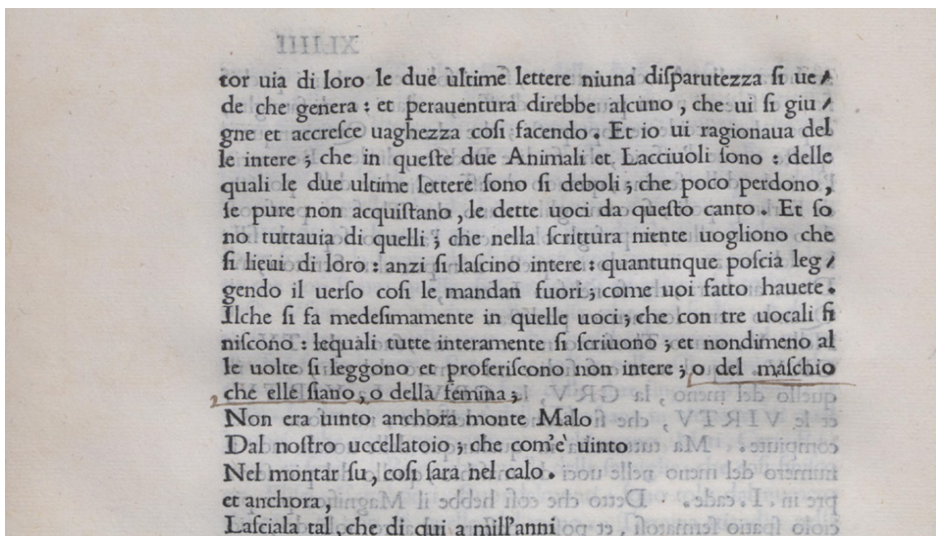 tor uia di loro le due ultime lettere niuna diſparutezza ſi ue/
de che genera : et perauentura direbbe alcuno , che ui ſi giu/
gne et accreſce uaghezza coſi facendo . Et io ui ragionaua del
le intere ; che in queſte due Animali et Lacciuoli ſono : delle
quali le due ultime lettere ſono ſi deboli ; che poco perdono ,
ſe pure non acquiſtano , le dette uoci da queſto canto . Et ſo
no tuttauia di quelli ; che nella ſcrittura niente uogliono che
ſi lieui di loro : anzi ſi laſcino intere : quantunque poſcia leg/
gendo il uerſo coſi le mandan fuori ; come uoi fatto hauete .
Ilche ſi fa medeſimamente in quelle uoci ; che con tre uocali fi
niſcono : lequali tutte interamente ſi ſcriuono ; et nondimeno al
le uolte ſi leggono et proferiſcono non intere ; o del maſchio
che elle ſiano , o della femina ;
Non era uinto anchora monte Malo
Dal noſtro uccellatoio ; che com'e' uinto
Nel montar ſu , coſi ſara nel calo .
et anchora ,
Laſciala tal , che di qui a mill'anni